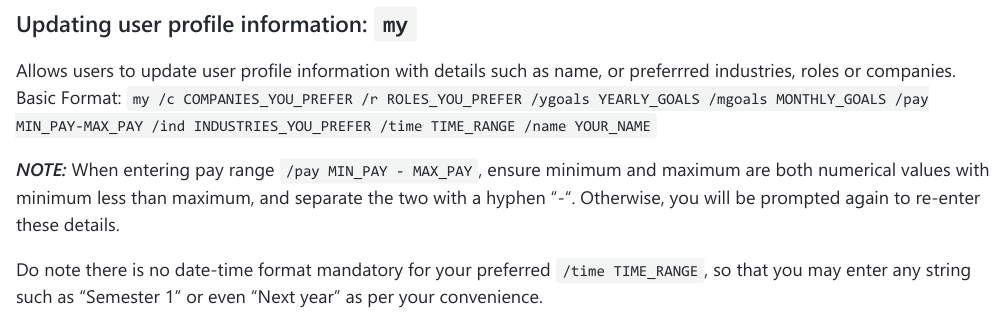 Updating user profile information: my
Allows users to update user profile information with details such as name, or preferrred industries, roles or companies.
Basic Format: my /c COMPANIES_YOU_PREFER /r ROLES_YOU_PREFER /ygoals YEARLY_GOALS /mgoals MONTHLY_GOALS /pay
MIN_PAY-MAX_PAY /ind INDUSTRIES_YOU_PREFER /time TIME_RANGE /name YOUR_NAME
NOTE: When entering pay range /pay MIN_PAY - MAX_PAY, ensure minimum and maximum are both numerical values with
minimum less than maximum, and separate the two with a hyphen “-“. Otherwise, you will be prompted again to re-enter
these details.
Do note there is no date-time format mandatory for your preferred /time TIME_RANGE, so that you may enter any string
such as “Semester 1” or even “Next year” as per your convenience.